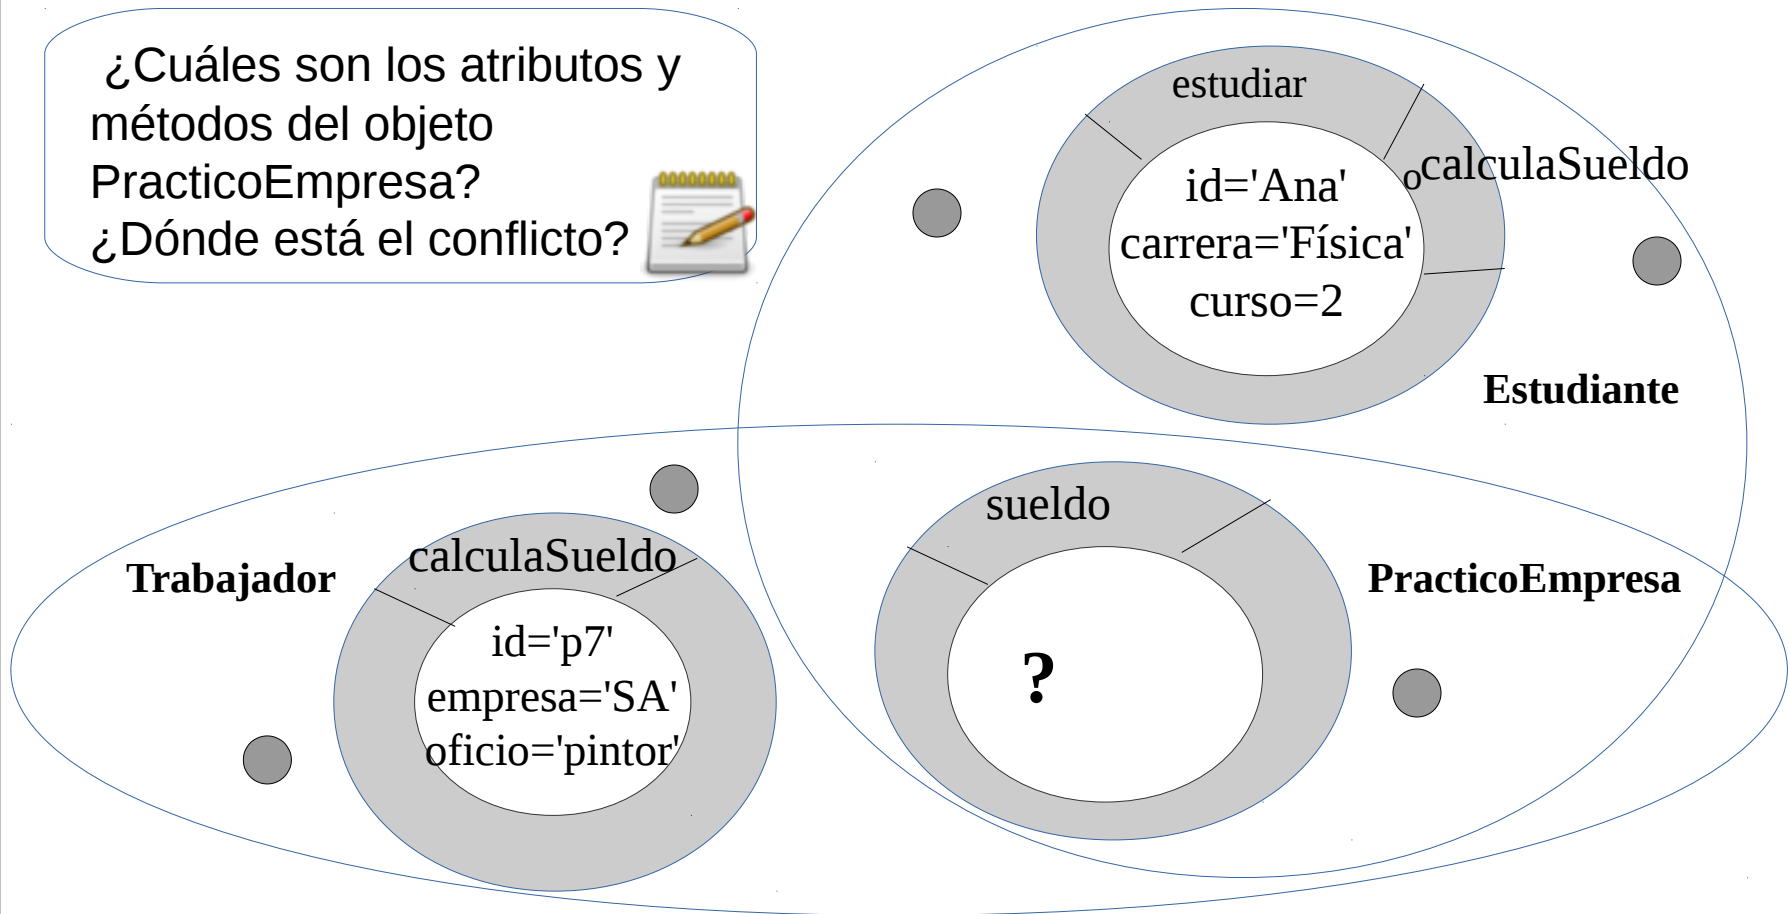 ¿Cuáles son los atributos y
métodos del objeto
PracticoEmpresa?
¿Dónde está el conflicto?
estudiar
ocalculaSueldo
id='Ana'
carrera='Física'
curso=2
Estudiante
sueldo
PracticoEmpresa
?
calculaSueldo
Trabajador
id='p7'
empresa='SA'
oficio='pintor'